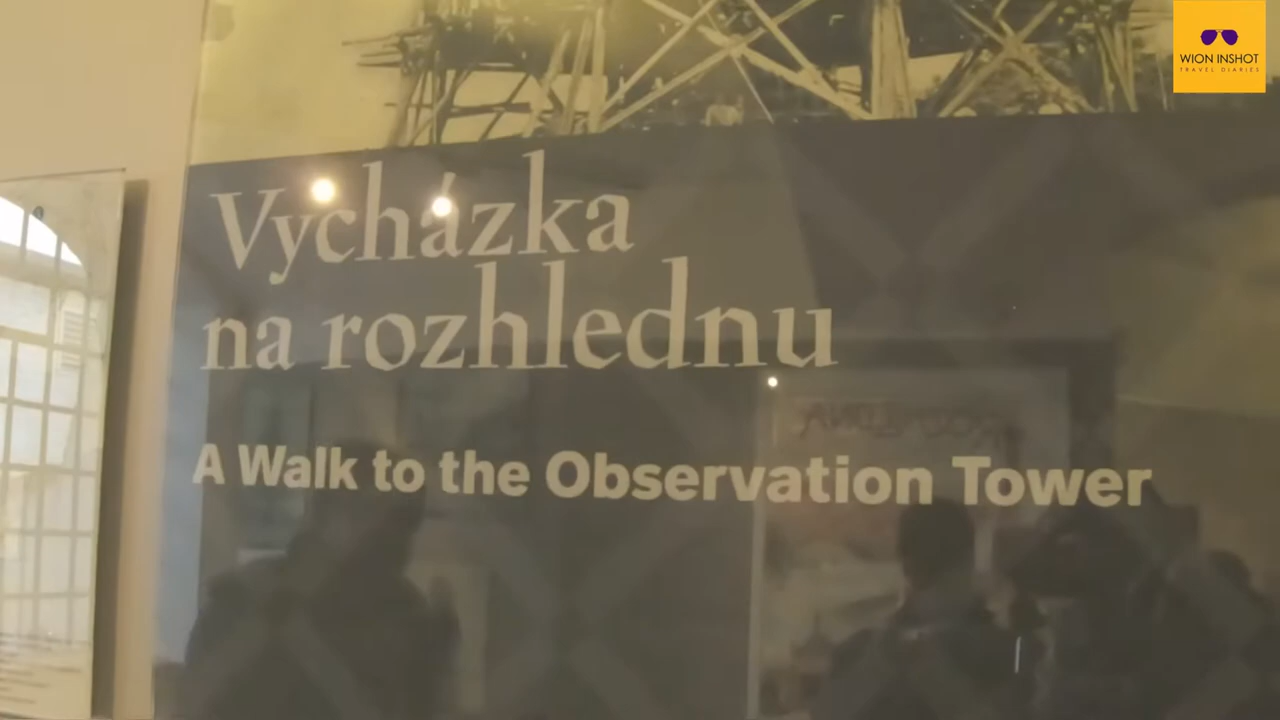 WION INSHOT
TRAVEL DIARIES
Vycházka
na rozhlednu
A Walk to the Observation Tower